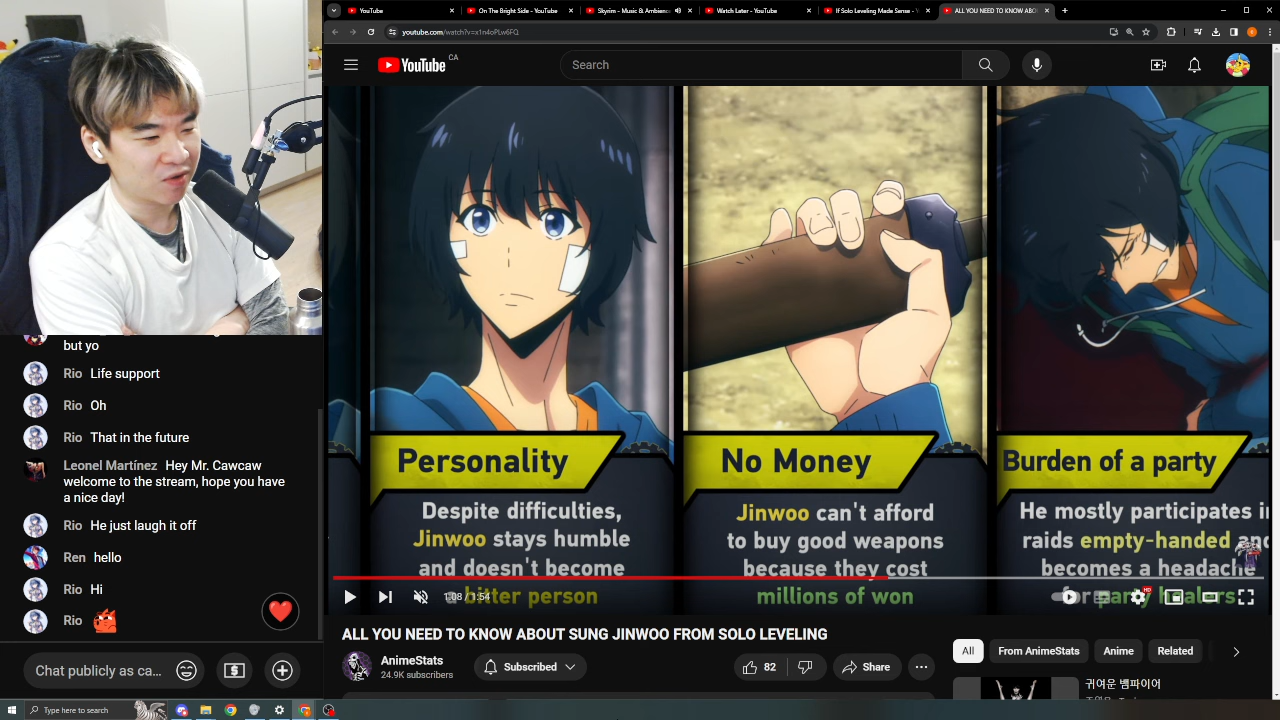 YouTube
On The Bright Side - YouTube
Skyrim - Music & Ambienc
Watch Later - YouTube
If Solo Leveling Made Sense - Y
ALL YOU NEED TO KNOW ABO
youtube.com/watch?v=x1n4oPLw6FQ
YouTube CA
Search
Personality
Despite difficulties,
Jinwoo stays humble
and doesn't become
a bitter person
No Money
Jinwoo can't afford
to buy good weapons
because they cost
millions of won
Burden of a party
He mostly participates in
raids empty-handed and
becomes a headache
for party healers
1:08 / 1:54
HD
but yo
Rio Life support
Rio Oh
Rio That in the future
Leonel Martínez Hey Mr. Cawcaw
welcome to the stream, hope you have
a nice day!
Rio He just laugh it off
Ren hello
Rio Hi
Rio
Chat publicly as ca...
ALL YOU NEED TO KNOW ABOUT SUNG JINWOO FROM SOLO LEVELING
AnimeStats
24.9K subscribers
Subscribed
82
Share
All
From AnimeStats
Anime
Related
귀여운 뱀파이어
Type here to search